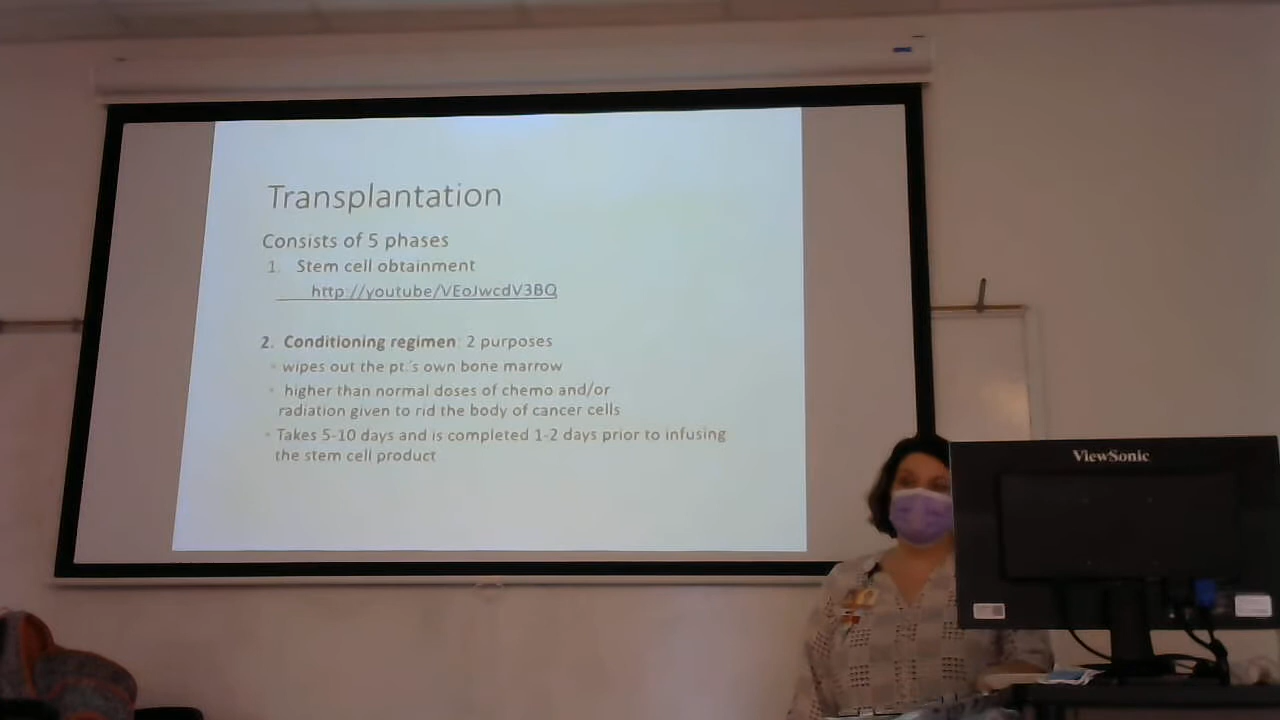 Transplantation
Consists of 5 phases
1. Stem cell obtainment
http://youtube/VEoJwcdV3BQ
2. Conditioning regimen: 2 purposes
• wipes out the pt.'s own bone marrow
• higher than normal doses of chemo and/or
radiation given to rid the body of cancer cells
• Takes 5-10 days and is completed 1-2 days prior to infusing
the stem cell product
ViewSonic